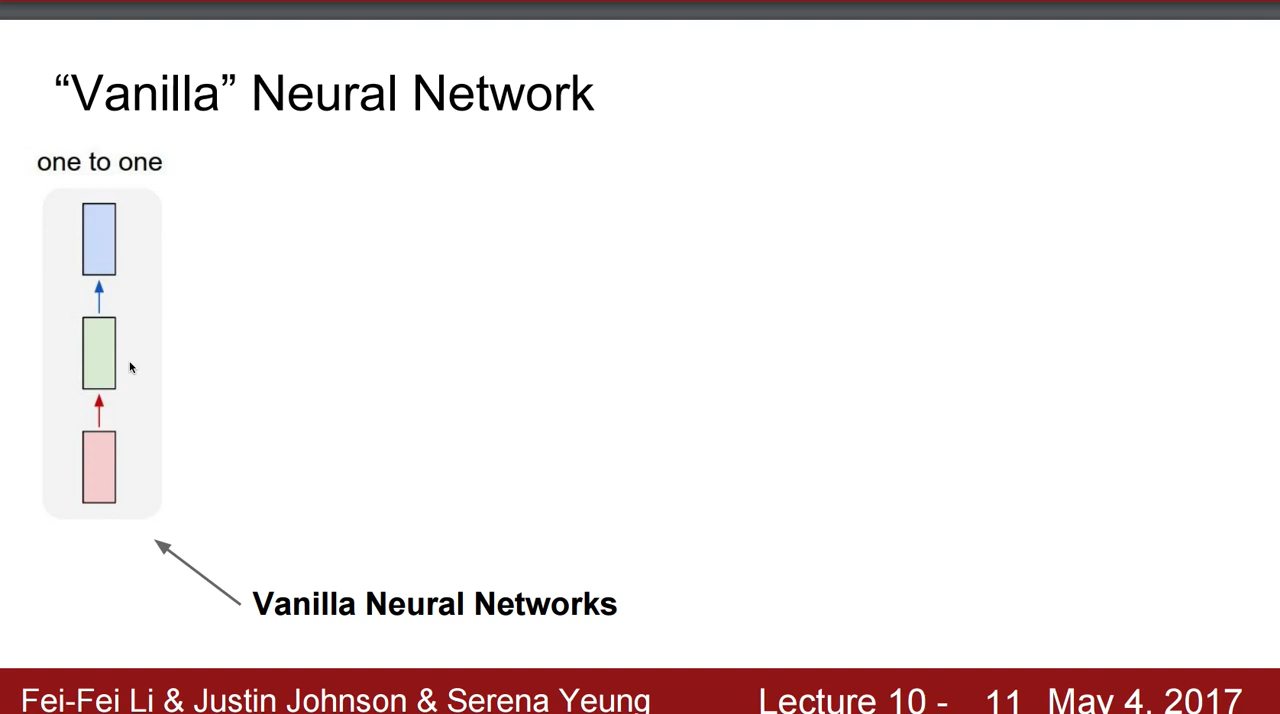 “Vanilla” Neural Network
one to one
Vanilla Neural Networks
Fei-Fei Li & Justin Johnson & Serena Yeung Lecture 10 - 11 May 4, 2017